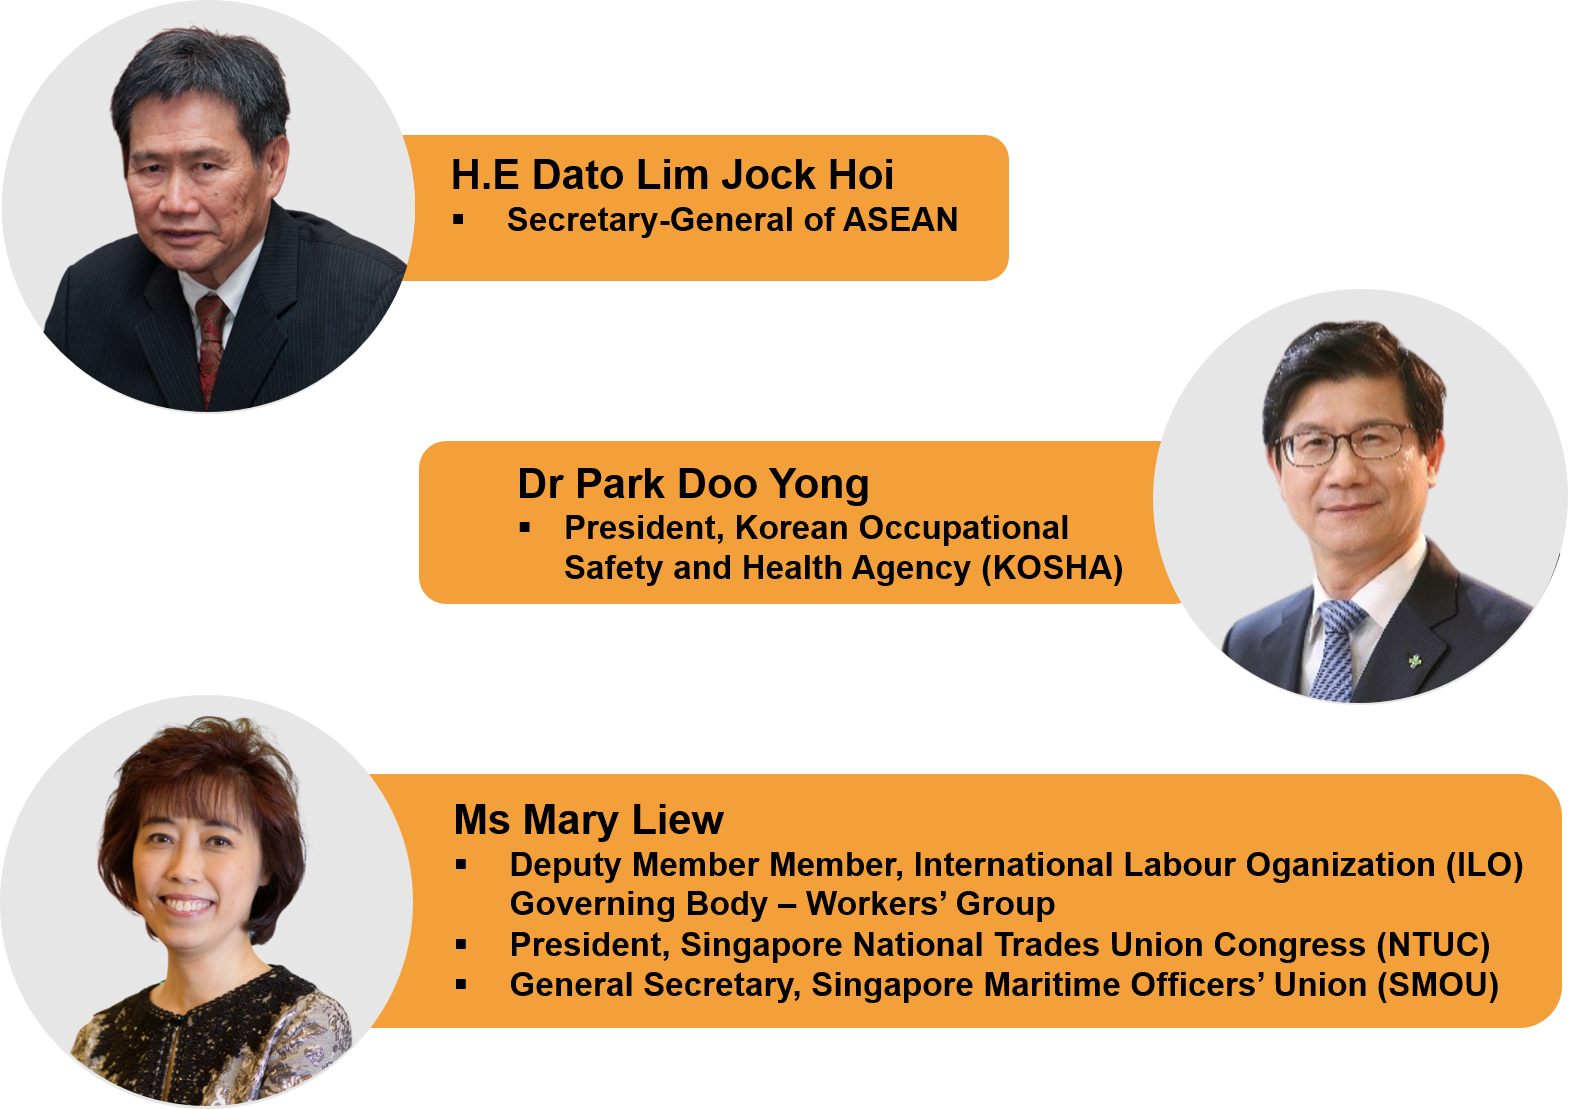 H.E Dato Lim Jock Hoi
▪ Secretary-General of ASEAN
Dr Park Doo Yong
▪ President, Korean Occupational
Safety and Health Agency (KOSHA)
Ms Mary Liew
▪ Deputy Member Member, International Labour Oganization (ILO)
Governing Body – Workers’ Group
▪ President, Singapore National Trades Union Congress (NTUC)
▪ General Secretary, Singapore Maritime Officers’ Union (SMOU)